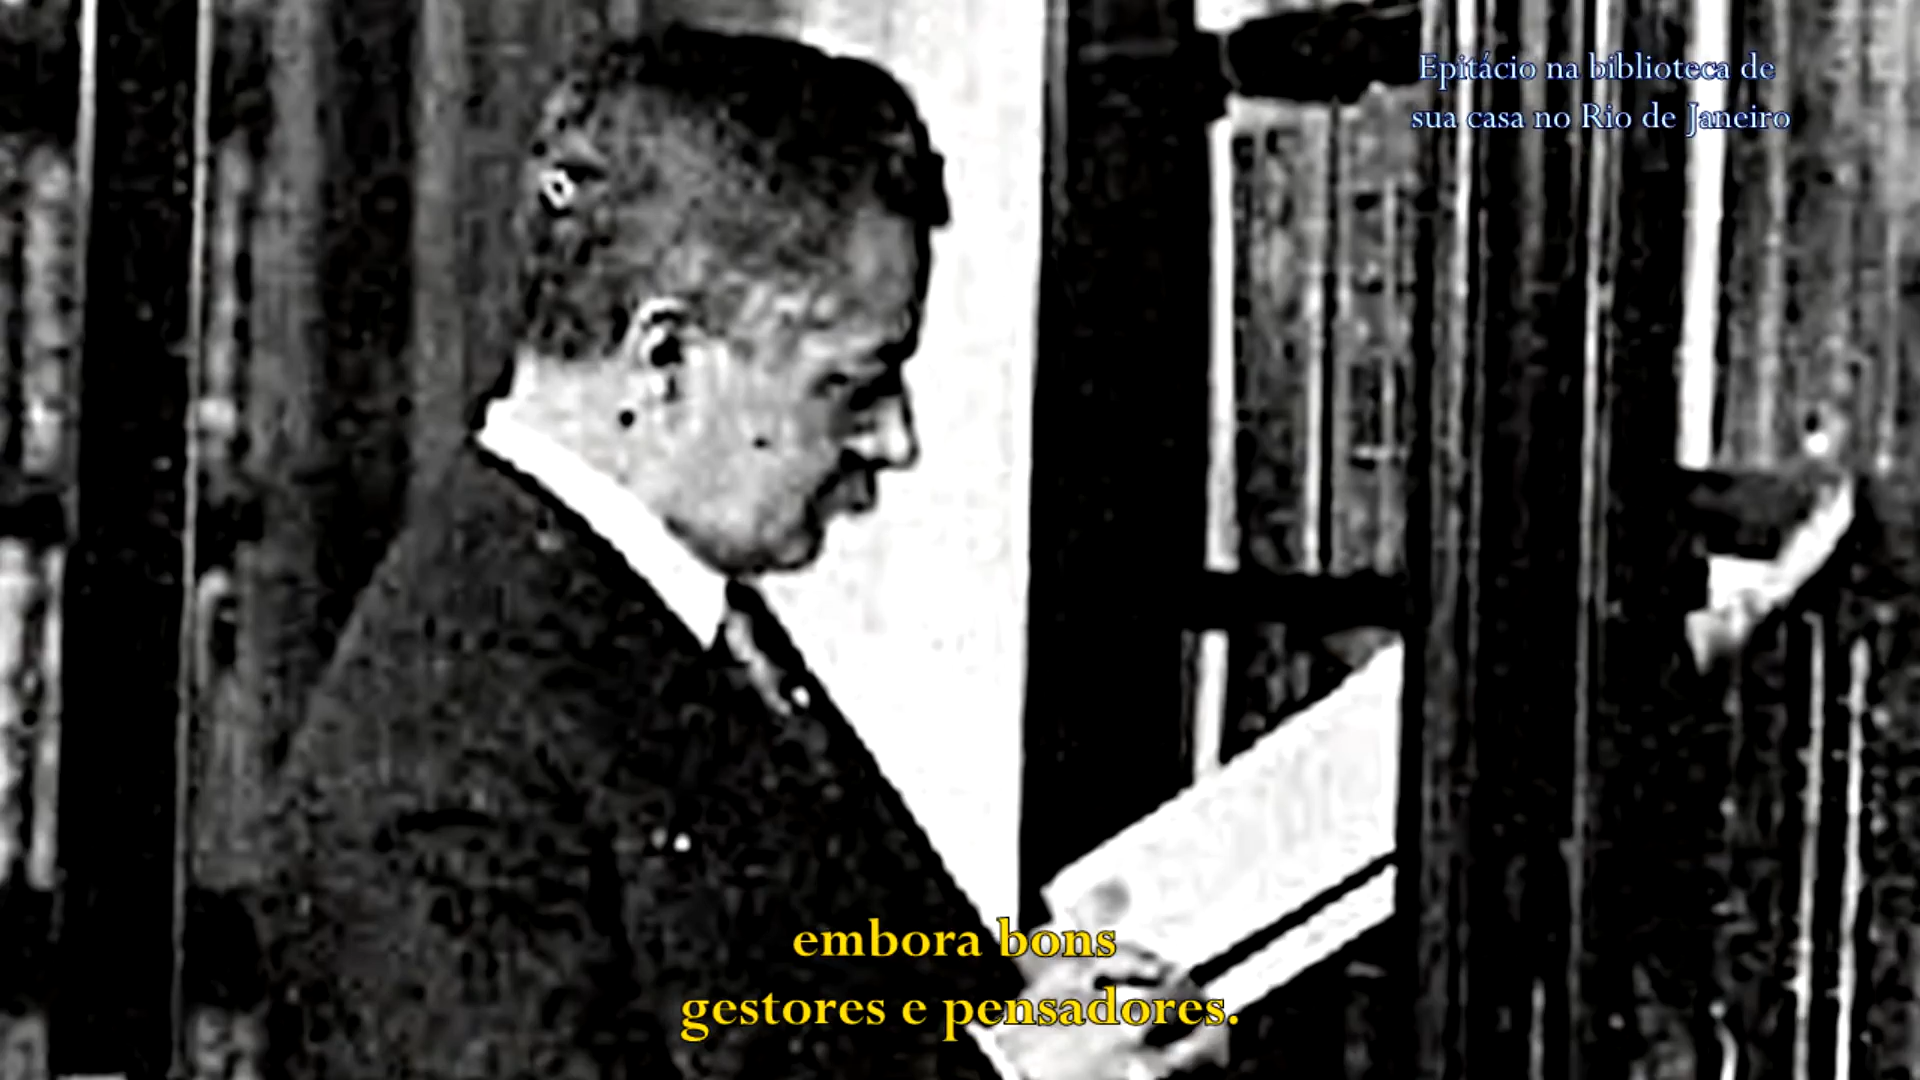 Epitácio na biblioteca de
sua casa no Rio de Janeiro
embora bons
gestores e pensadores.